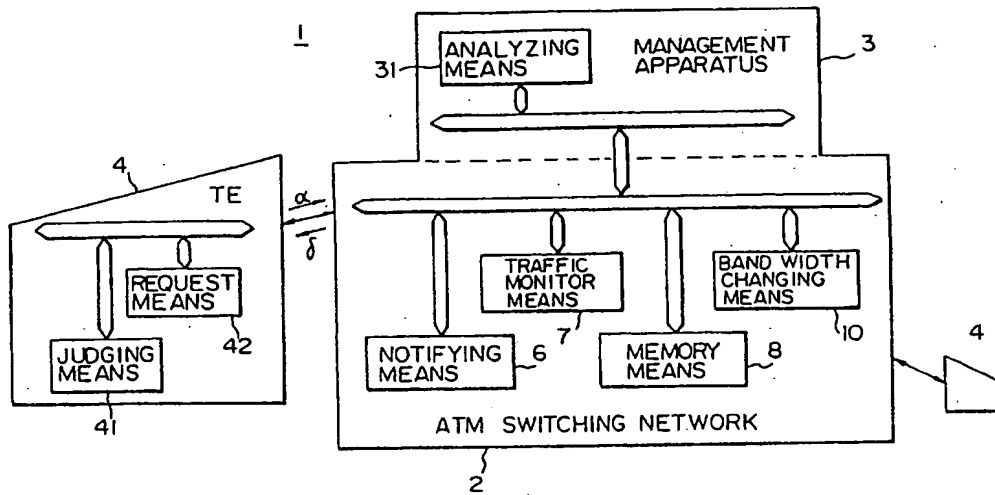 1
ANALYZING
MEANS
31
MANAGEMENT
APPARATUS
3
4
TE
α
δ
REQUEST
MEANS
42
JUDGING
MEANS
41
TRAFFIC
MONITOR
MEANS
7
BAND WIDTH
CHANGING
MEANS
10
NOTIFYING
MEANS
6
MEMORY
MEANS
8
4
ATM SWITCHING NETWORK
2